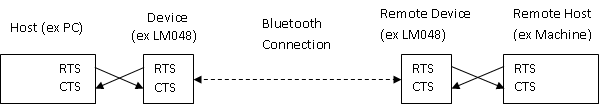 Host (ex PC)
Device
(ex LM048)
Bluetooth
Connection
Remote Device
(ex LM048)
Remote Host
(ex Machine)
RTS
CTS
RTS
CTS
RTS
CTS
RTS
CTS